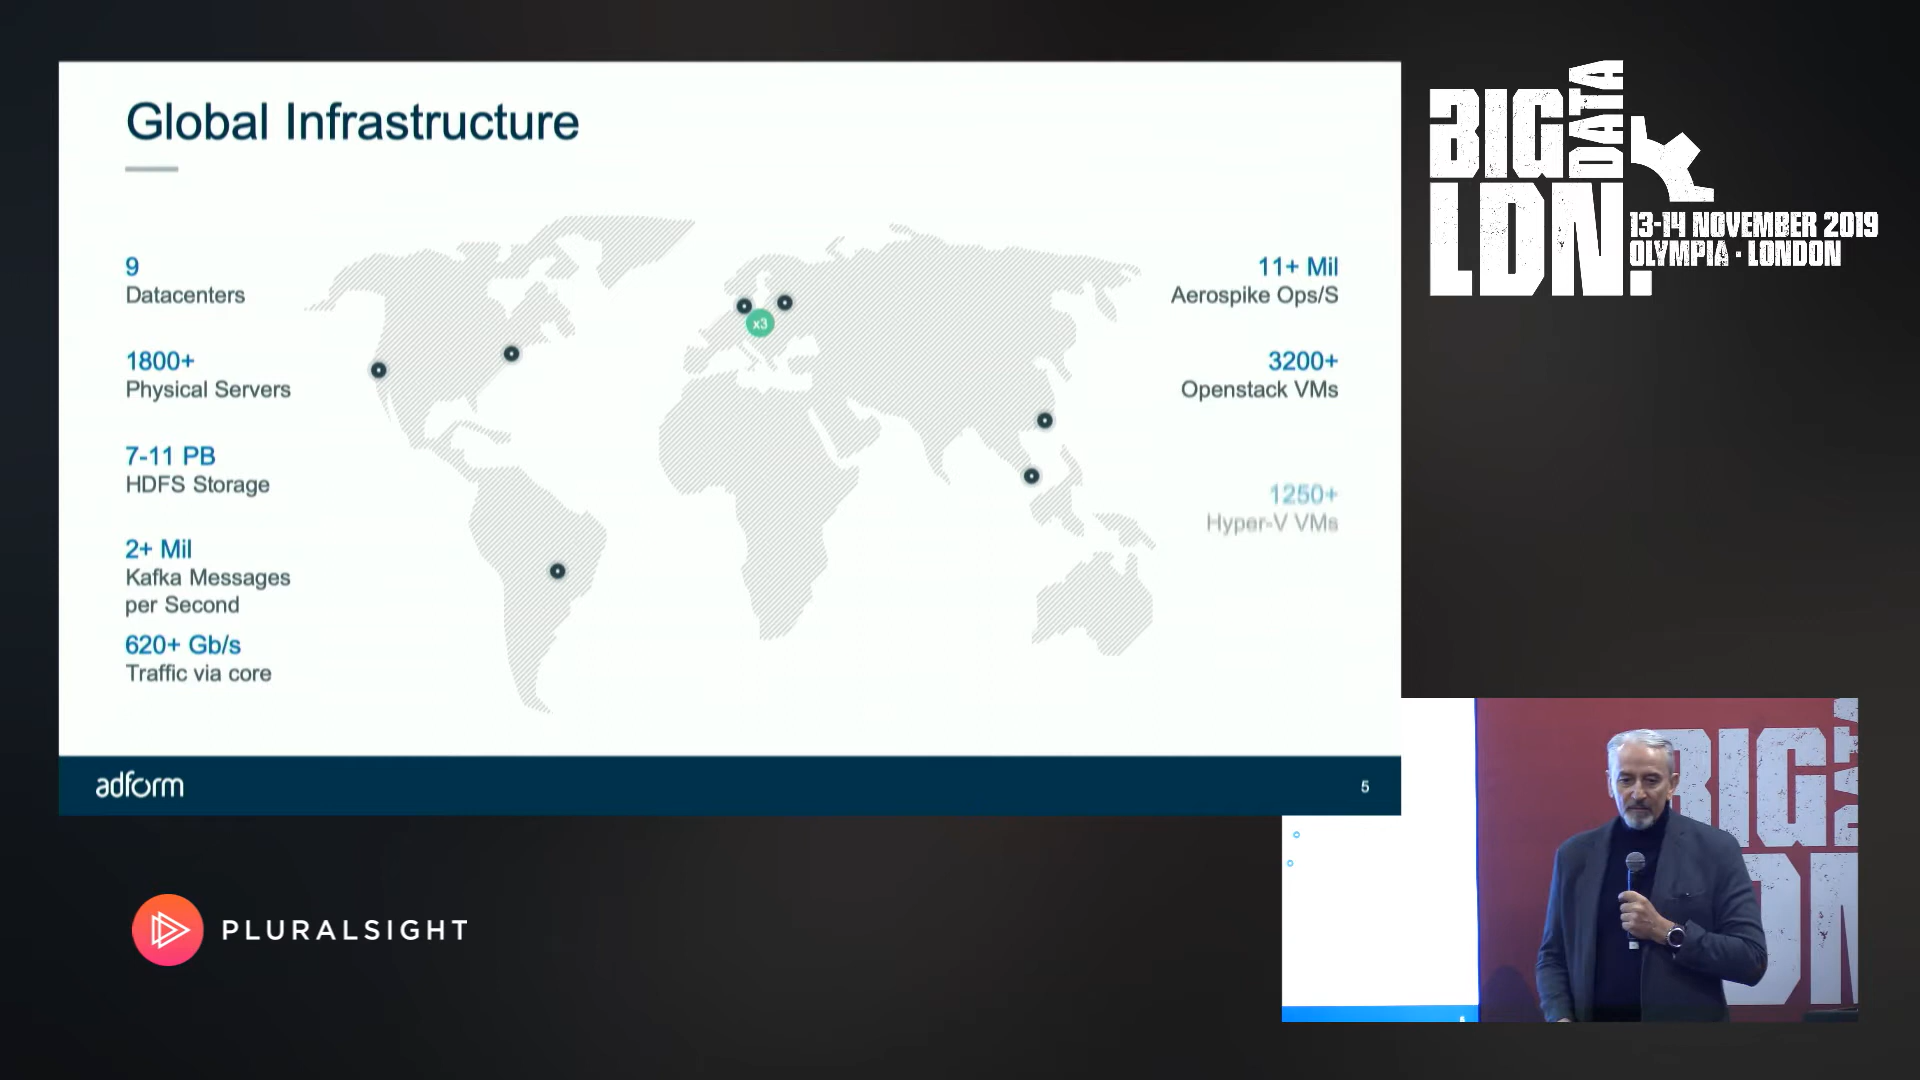 Global Infrastructure
9
Datacenters
1800+
Physical Servers
7-11 PB
HDFS Storage
2+ Mil
Kafka Messages
per Second
620+ Gb/s
Traffic via core
x3
11+ Mil
Aerospike Ops/S
3200+
Openstack VMs
1250+
Hyper-V VMs
adform
5
BIG
DATA
LDN.
13-14 NOVEMBER 2019
OLYMPIA · LONDON
PLURALSIGHT
BIG